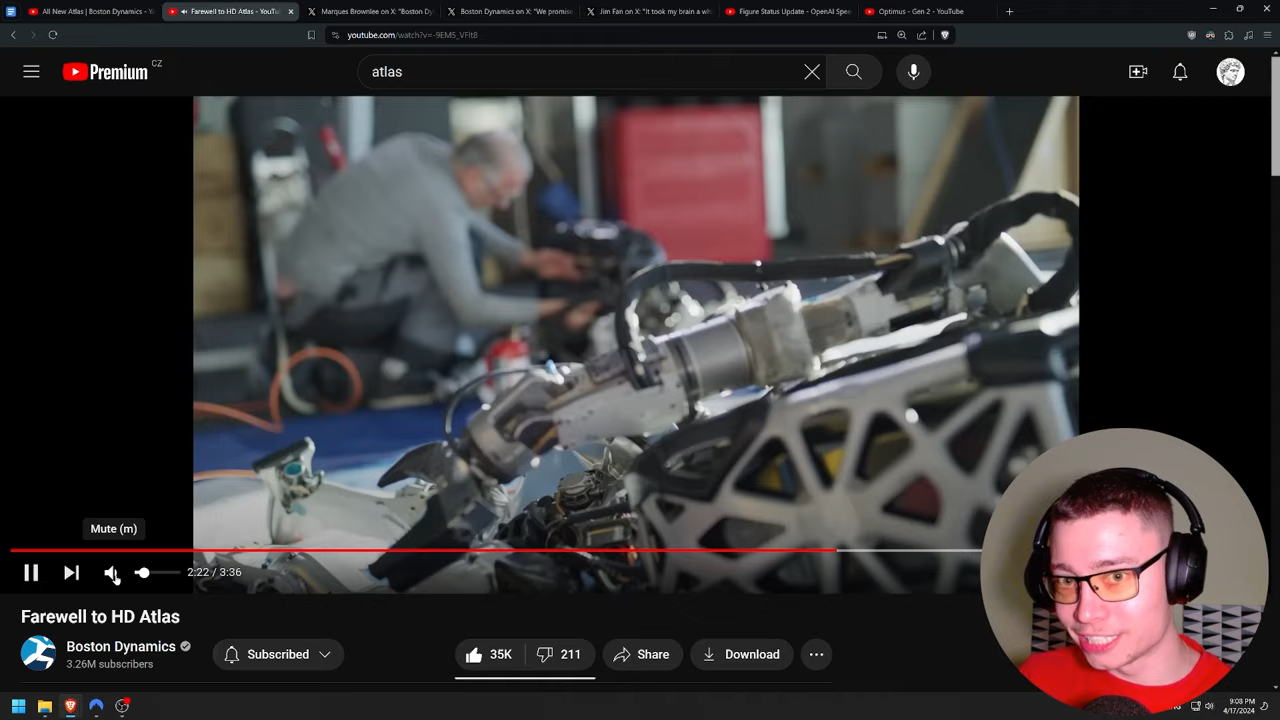 All New Atlas | Boston Dynamics - Y
Farewell to HD Atlas - YouTu
Marques Brownlee on X: "Boston Dy
Boston Dynamics on X: "We promise
Jim Fan on X: "It took my brain a wh
Figure Status Update - OpenAI Spee
Optimus - Gen 2 - YouTube
youtube.com/watch?v=-9EM5_VFlt8
Premium CZ
atlas
Mute (m)
2:22 / 3:36
Farewell to HD Atlas
Boston Dynamics
3.26M subscribers
Subscribed
35K
211
Share
Download
9:08 PM
4/17/2024